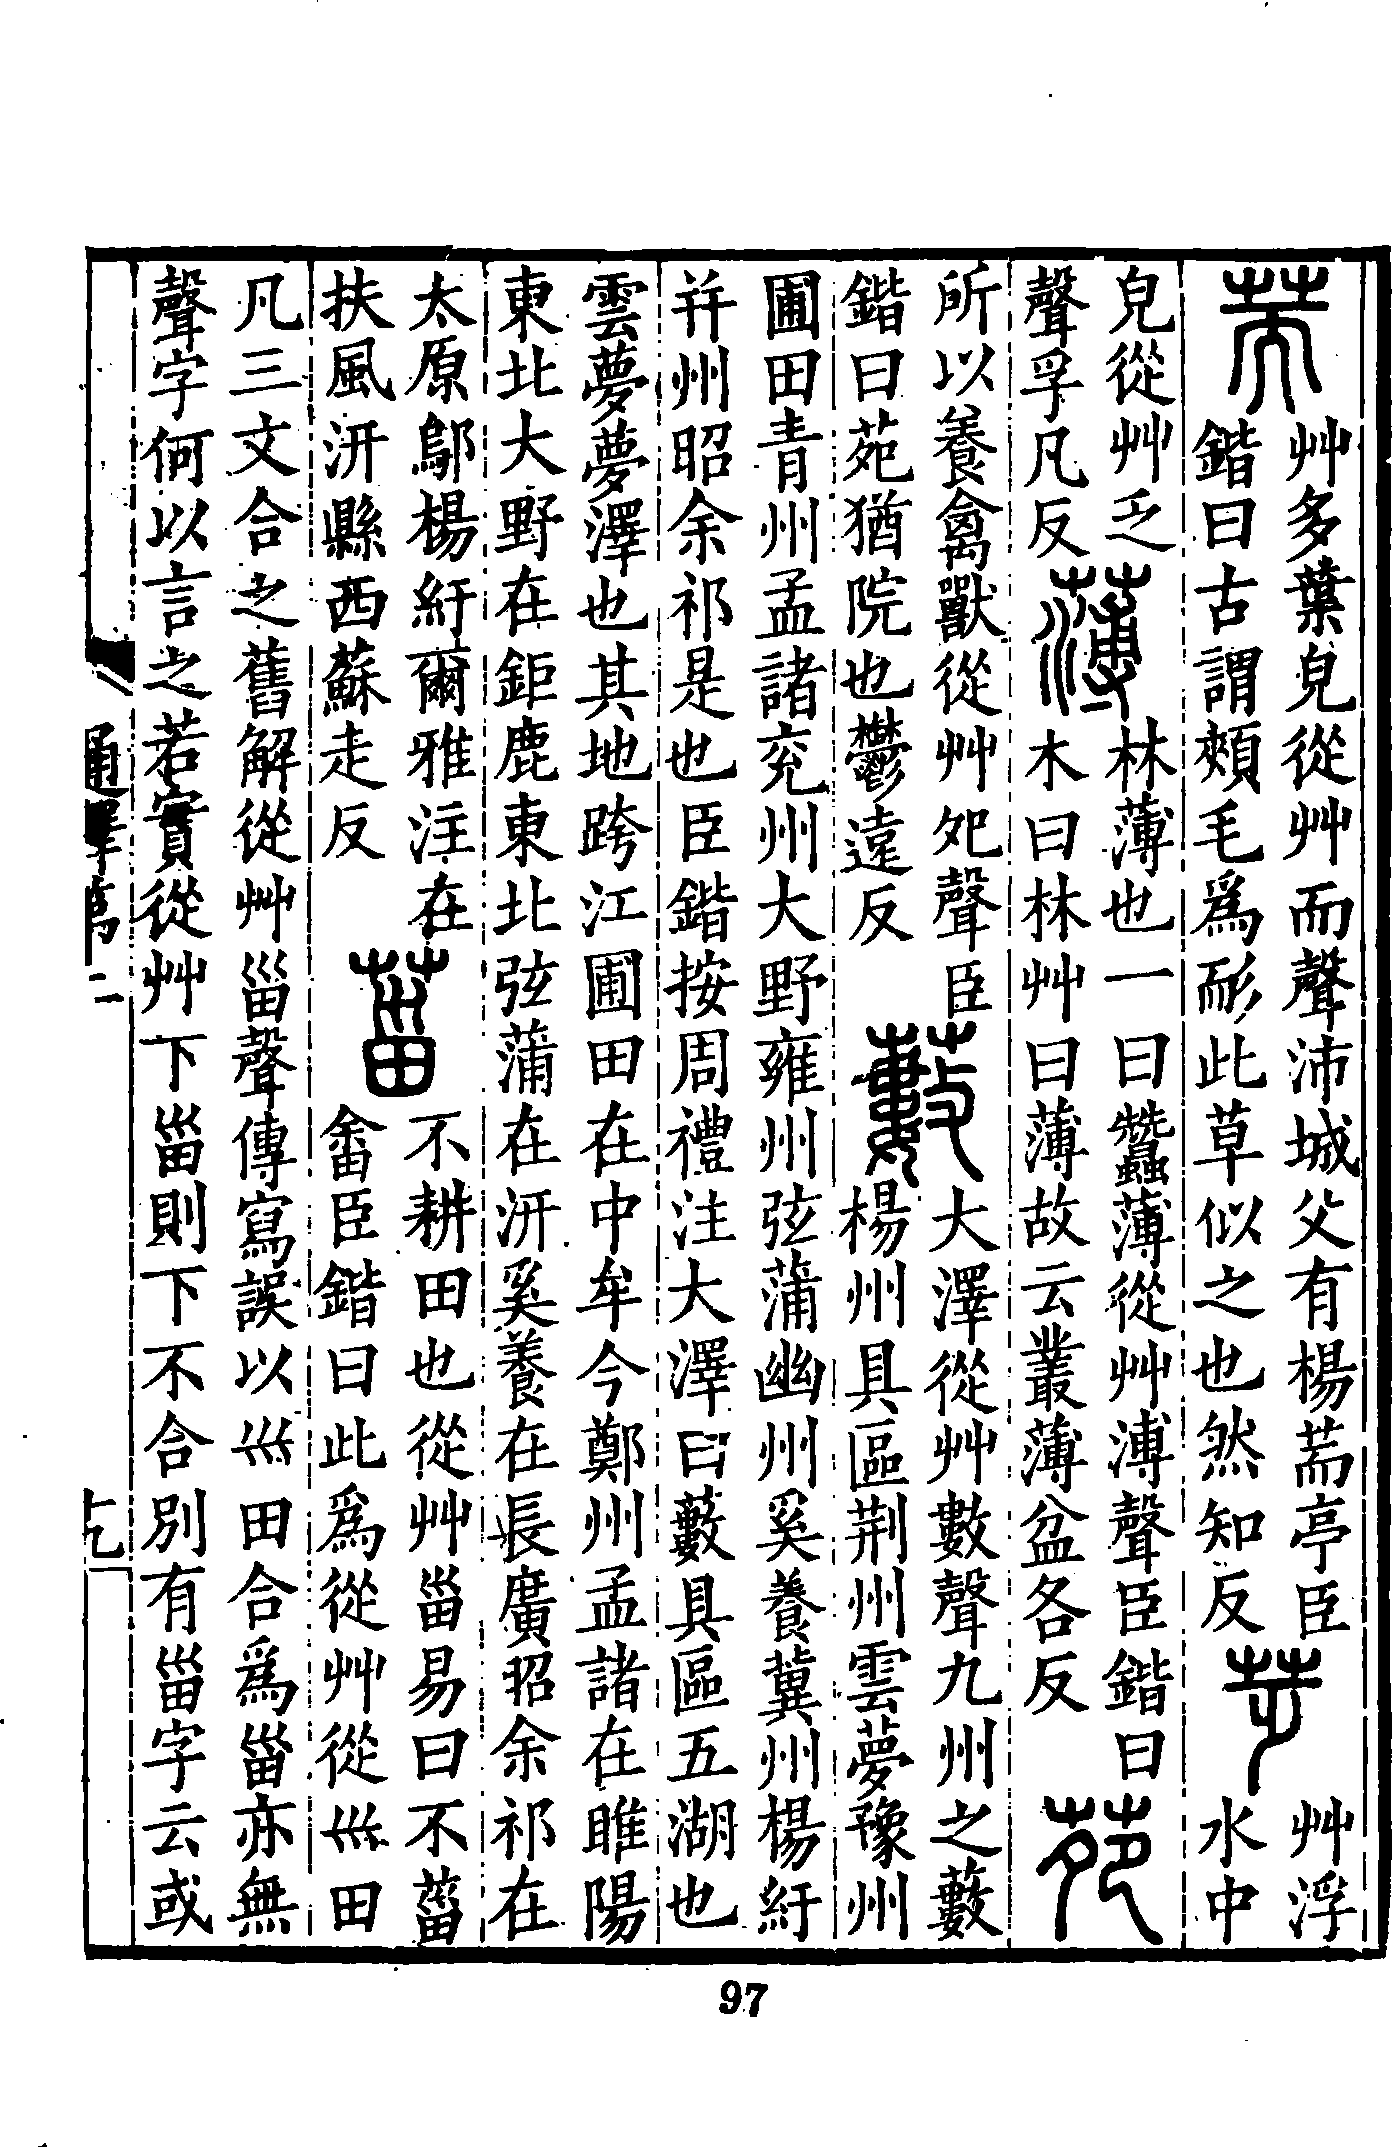 荋
艸多葉皃從艸而聲沛城父有楊荋亭臣
鍇曰古謂頰毛爲耏此草似之也然知反
艸浮
水中
皃從艸乏
聲孚凡反
薄
林薄也一曰蠶薄從艸溥聲臣鍇曰
木曰林艸曰薄故云叢薄盆各反
苑
所以養禽獸從艸夗聲臣
鍇曰苑猶院也鬱遠反
藪
大澤從艸數聲九州之藪
楊州具區荆州雲夢豫州
圃田青州孟諸兖州大野雍州弦蒲幽州奚養冀州楊紆
并州昭余祁是也臣鍇按周禮注大澤曰藪具區五湖也
雲夢夢澤也其地跨江圃田在中牟今鄭州孟諸在睢陽
東北大野在鉅鹿東北弦蒲在汧奚養在長廣昭余祁在
太原鄔楊紆爾雅注在
扶風汧縣西蘇走反
菑
不耕田也從艸甾易曰不菑
畬臣鍇曰此爲從艸從巛田
凡三文合之舊解從艸甾聲傳寫誤以巛田合爲甾亦無
聲字何以言之若實從艸下甾則下不合別有甾字云或
通釋第二
97